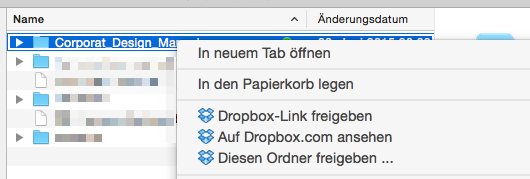 Name
Änderungsdatum
In neuem Tab öffnen
In den Papierkorb legen
Dropbox-Link freigeben
Auf Dropbox.com ansehen
Diesen Ordner freigeben ...